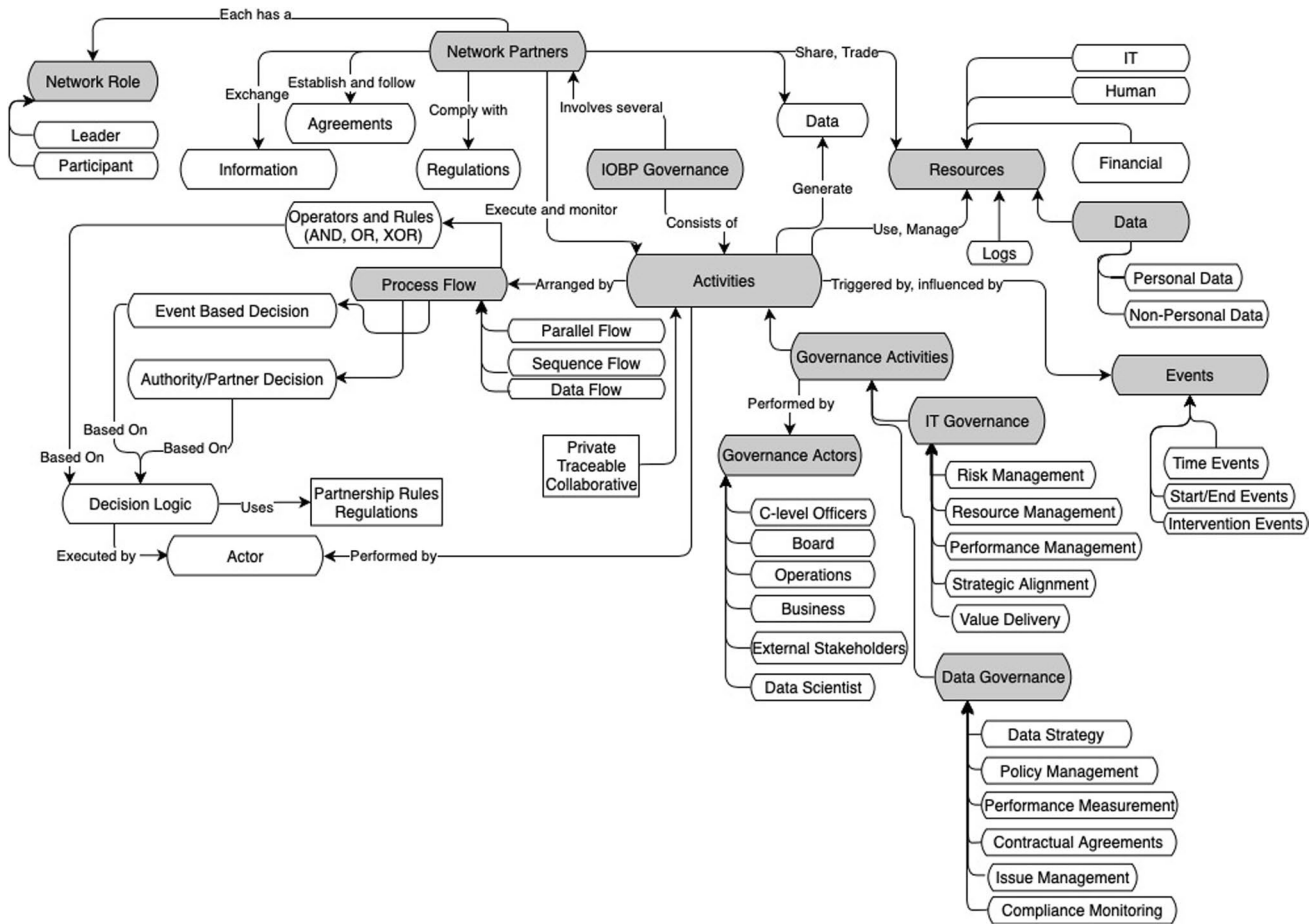 Each has a
Network Partners
Share, Trade
IT
Network Role
Exchange
Establish and follow
Involves several
Human
Comply with
Leader
Agreements
Data
Participant
Information
Regulations
IOBP Governance
Resources
Financial
Generate
Operators and Rules
(AND, OR, XOR)
Execute and monitor
Consists of
Use, Manage
Data
Logs
Process Flow
Arranged by
Activities
Triggered by, influenced by
Personal Data
Event Based Decision
Non-Personal Data
Parallel Flow
Sequence Flow
Governance Activities
Authority/Partner Decision
Data Flow
Events
Performed by
IT Governance
Based On
Based On
Based On
Private
Traceable
Collaborative
Governance Actors
Time Events
Risk Management
Start/End Events
Decision Logic
Uses
Partnership Rules
Regulations
C-level Officers
Resource Management
Intervention Events
Executed by
Actor
Performed by
Board
Performance Management
Operations
Strategic Alignment
Business
Value Delivery
External Stakeholders
Data Scientist
Data Governance
Data Strategy
Policy Management
Performance Measurement
Contractual Agreements
Issue Management
Compliance Monitoring